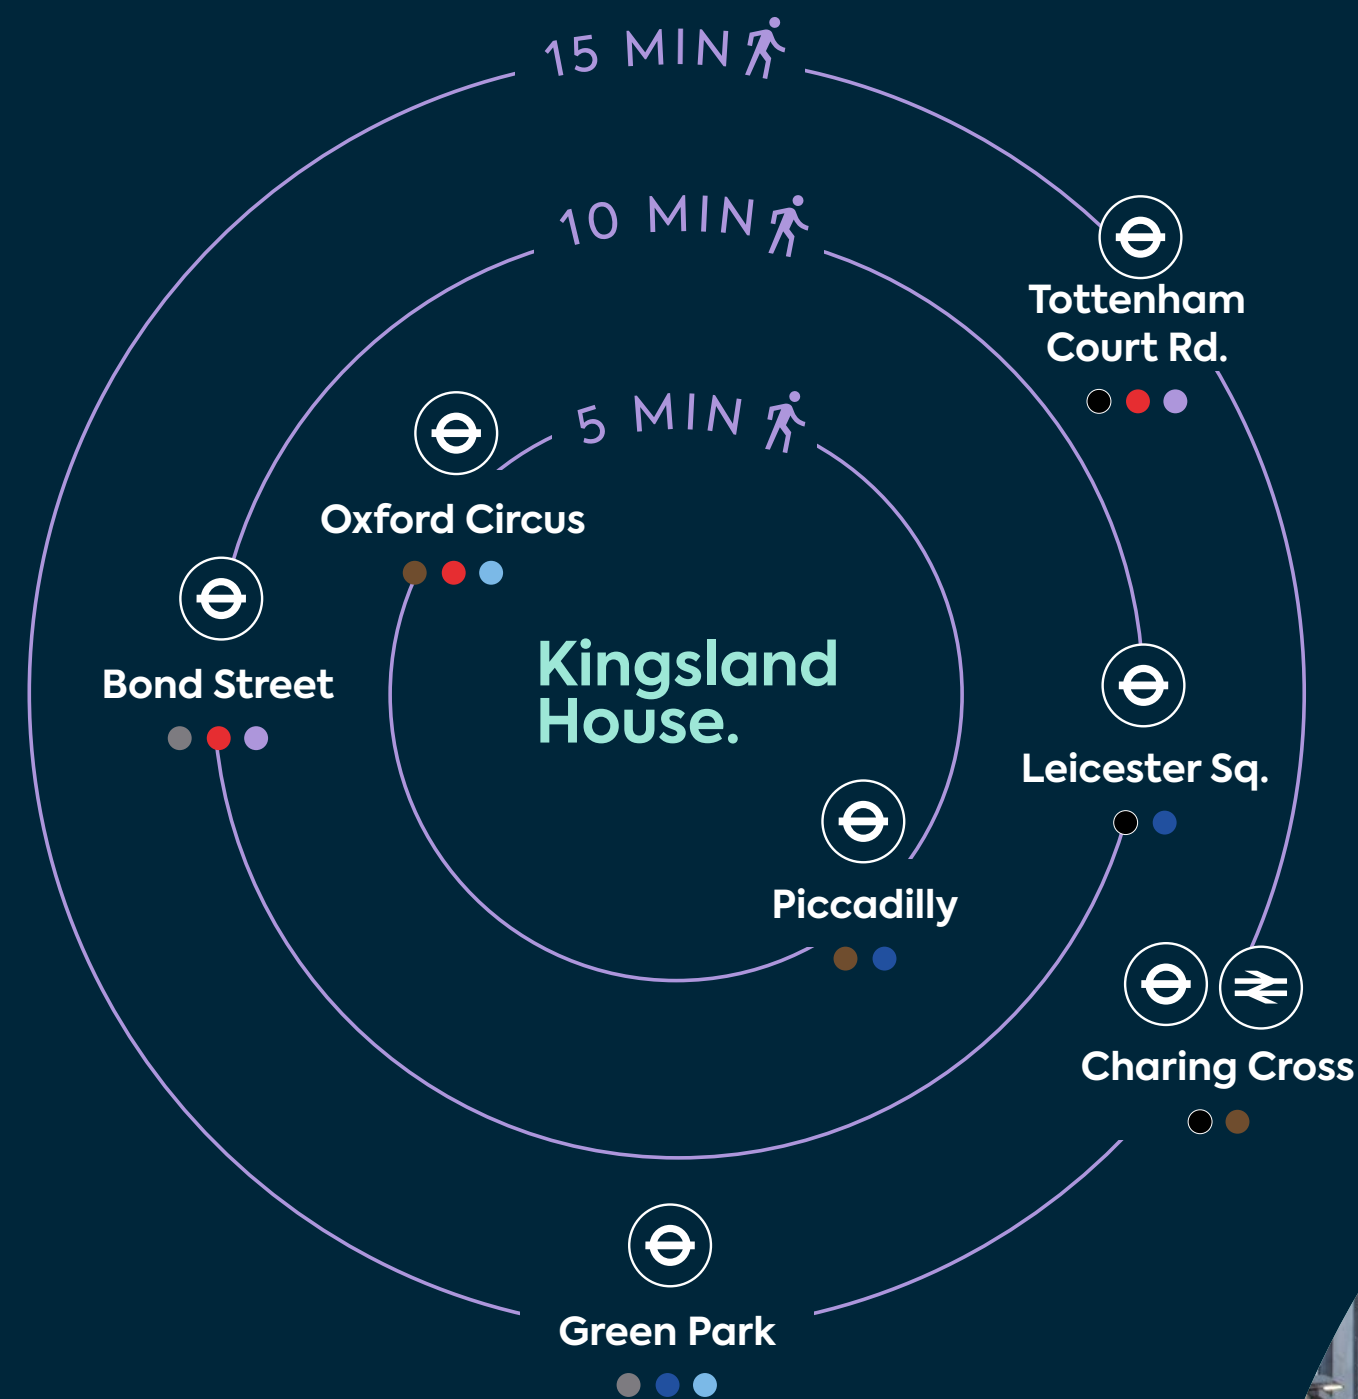 15 MIN
10 MIN
Tottenham
Court Rd.
5 MIN
Oxford Circus
Kingsland
House.
Bond Street
Leicester Sq.
Piccadilly
Charing Cross
Green Park